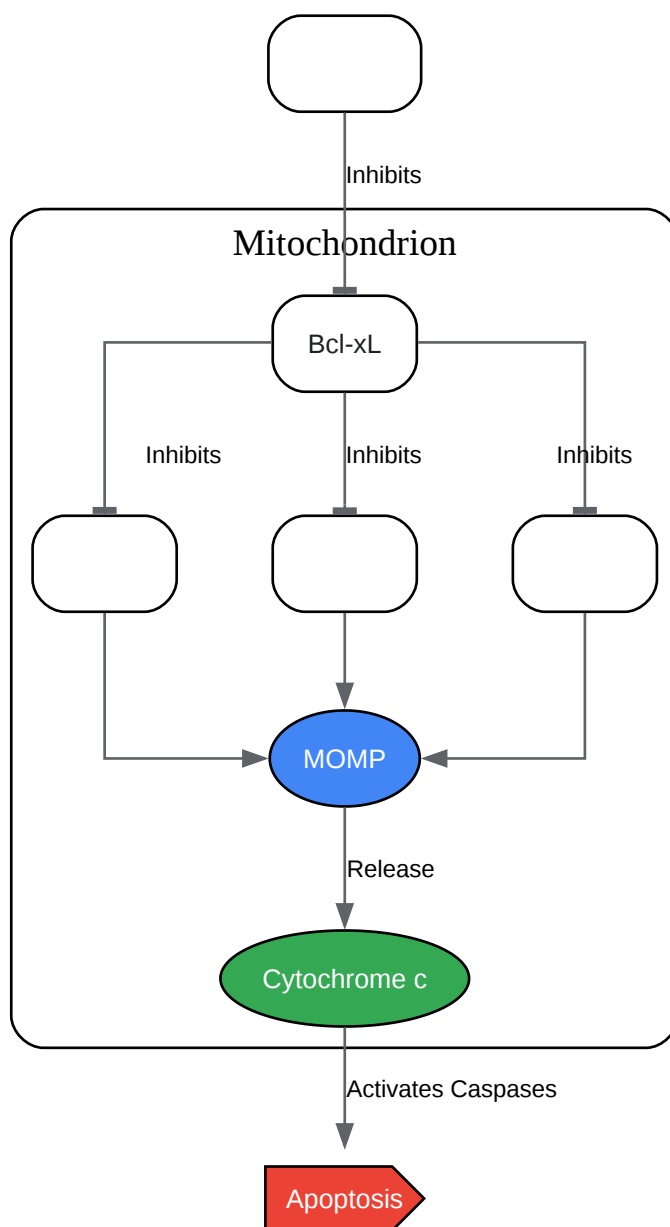 Inhibits
Mitochondrion
Bcl-xL
Inhibits
Inhibits
Inhibits
MOMP
Release
Cytochrome c
Activates Caspases
Apoptosis